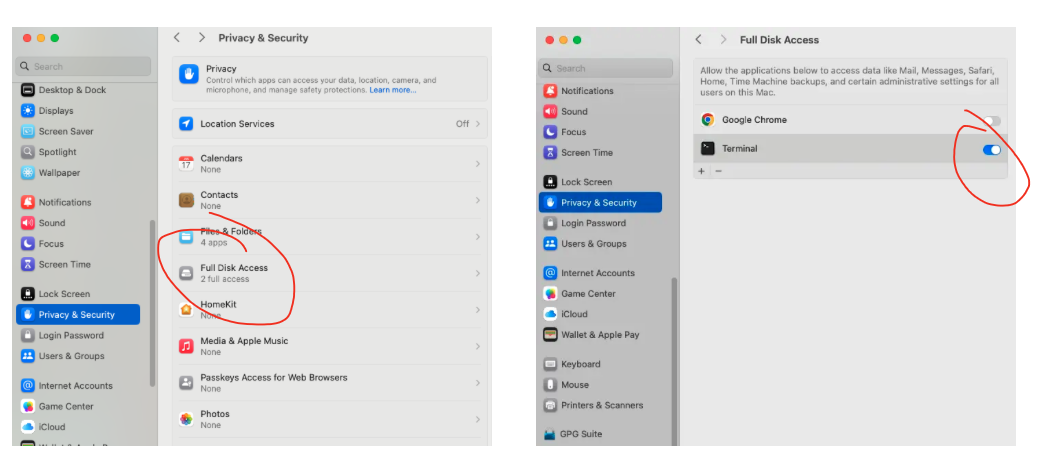 Privacy & Security
Search
Desktop & Dock
Displays
Screen Saver
Spotlight
Wallpaper
Notifications
Sound
Focus
Screen Time
Lock Screen
Privacy & Security
Login Password
Users & Groups
Internet Accounts
Game Center
iCloud
Privacy
Control which apps can access your data, location, camera, and
microphone, and manage safety protections. Learn more...
Location Services
Off
17
Calendars
None
Contacts
None
Files & Folders
4 apps
Full Disk Access
2 full access
HomeKit
None
Media & Apple Music
None
Passkeys Access for Web Browsers
None
Photos
None
Full Disk Access
Search
Notifications
Sound
Focus
Screen Time
Lock Screen
Privacy & Security
Login Password
Users & Groups
Internet Accounts
Game Center
iCloud
Wallet & Apple Pay
Keyboard
Mouse
Printers & Scanners
GPG Suite
Allow the applications below to access data like Mail, Messages, Safari,
Home, Time Machine backups, and certain administrative settings for all
users on this Mac.
Google Chrome
Terminal
+ −